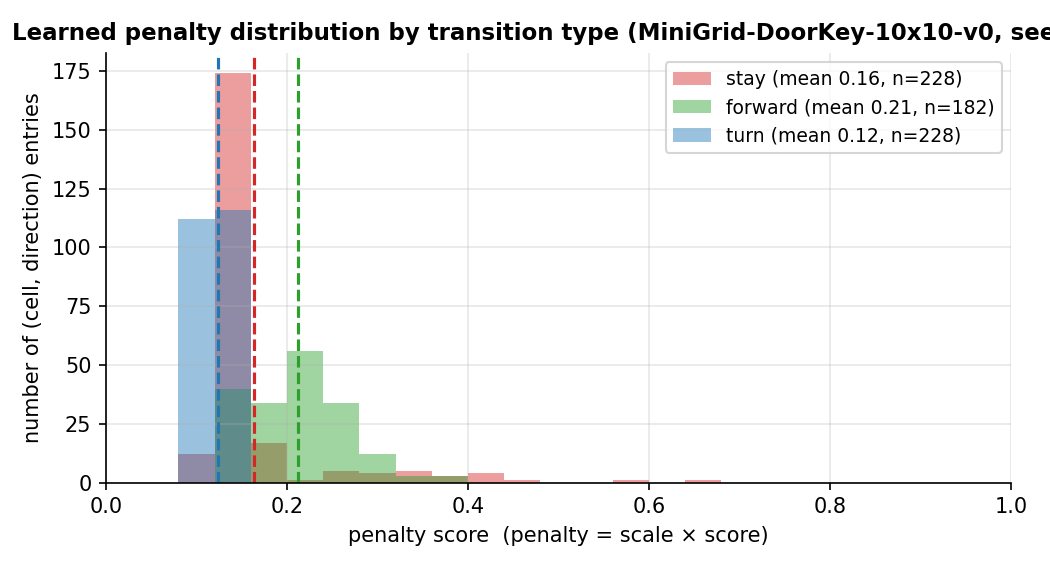 Learned penalty distribution by transition type (MiniGrid-DoorKey-10x10-v0, see
stay (mean 0.16, n=228)
forward (mean 0.21, n=182)
turn (mean 0.12, n=228)
number of (cell, direction) entries
175
150
125
100
75
50
25
0
0.0 0.2 0.4 0.6 0.8 1.0
penalty score (penalty = scale × score)